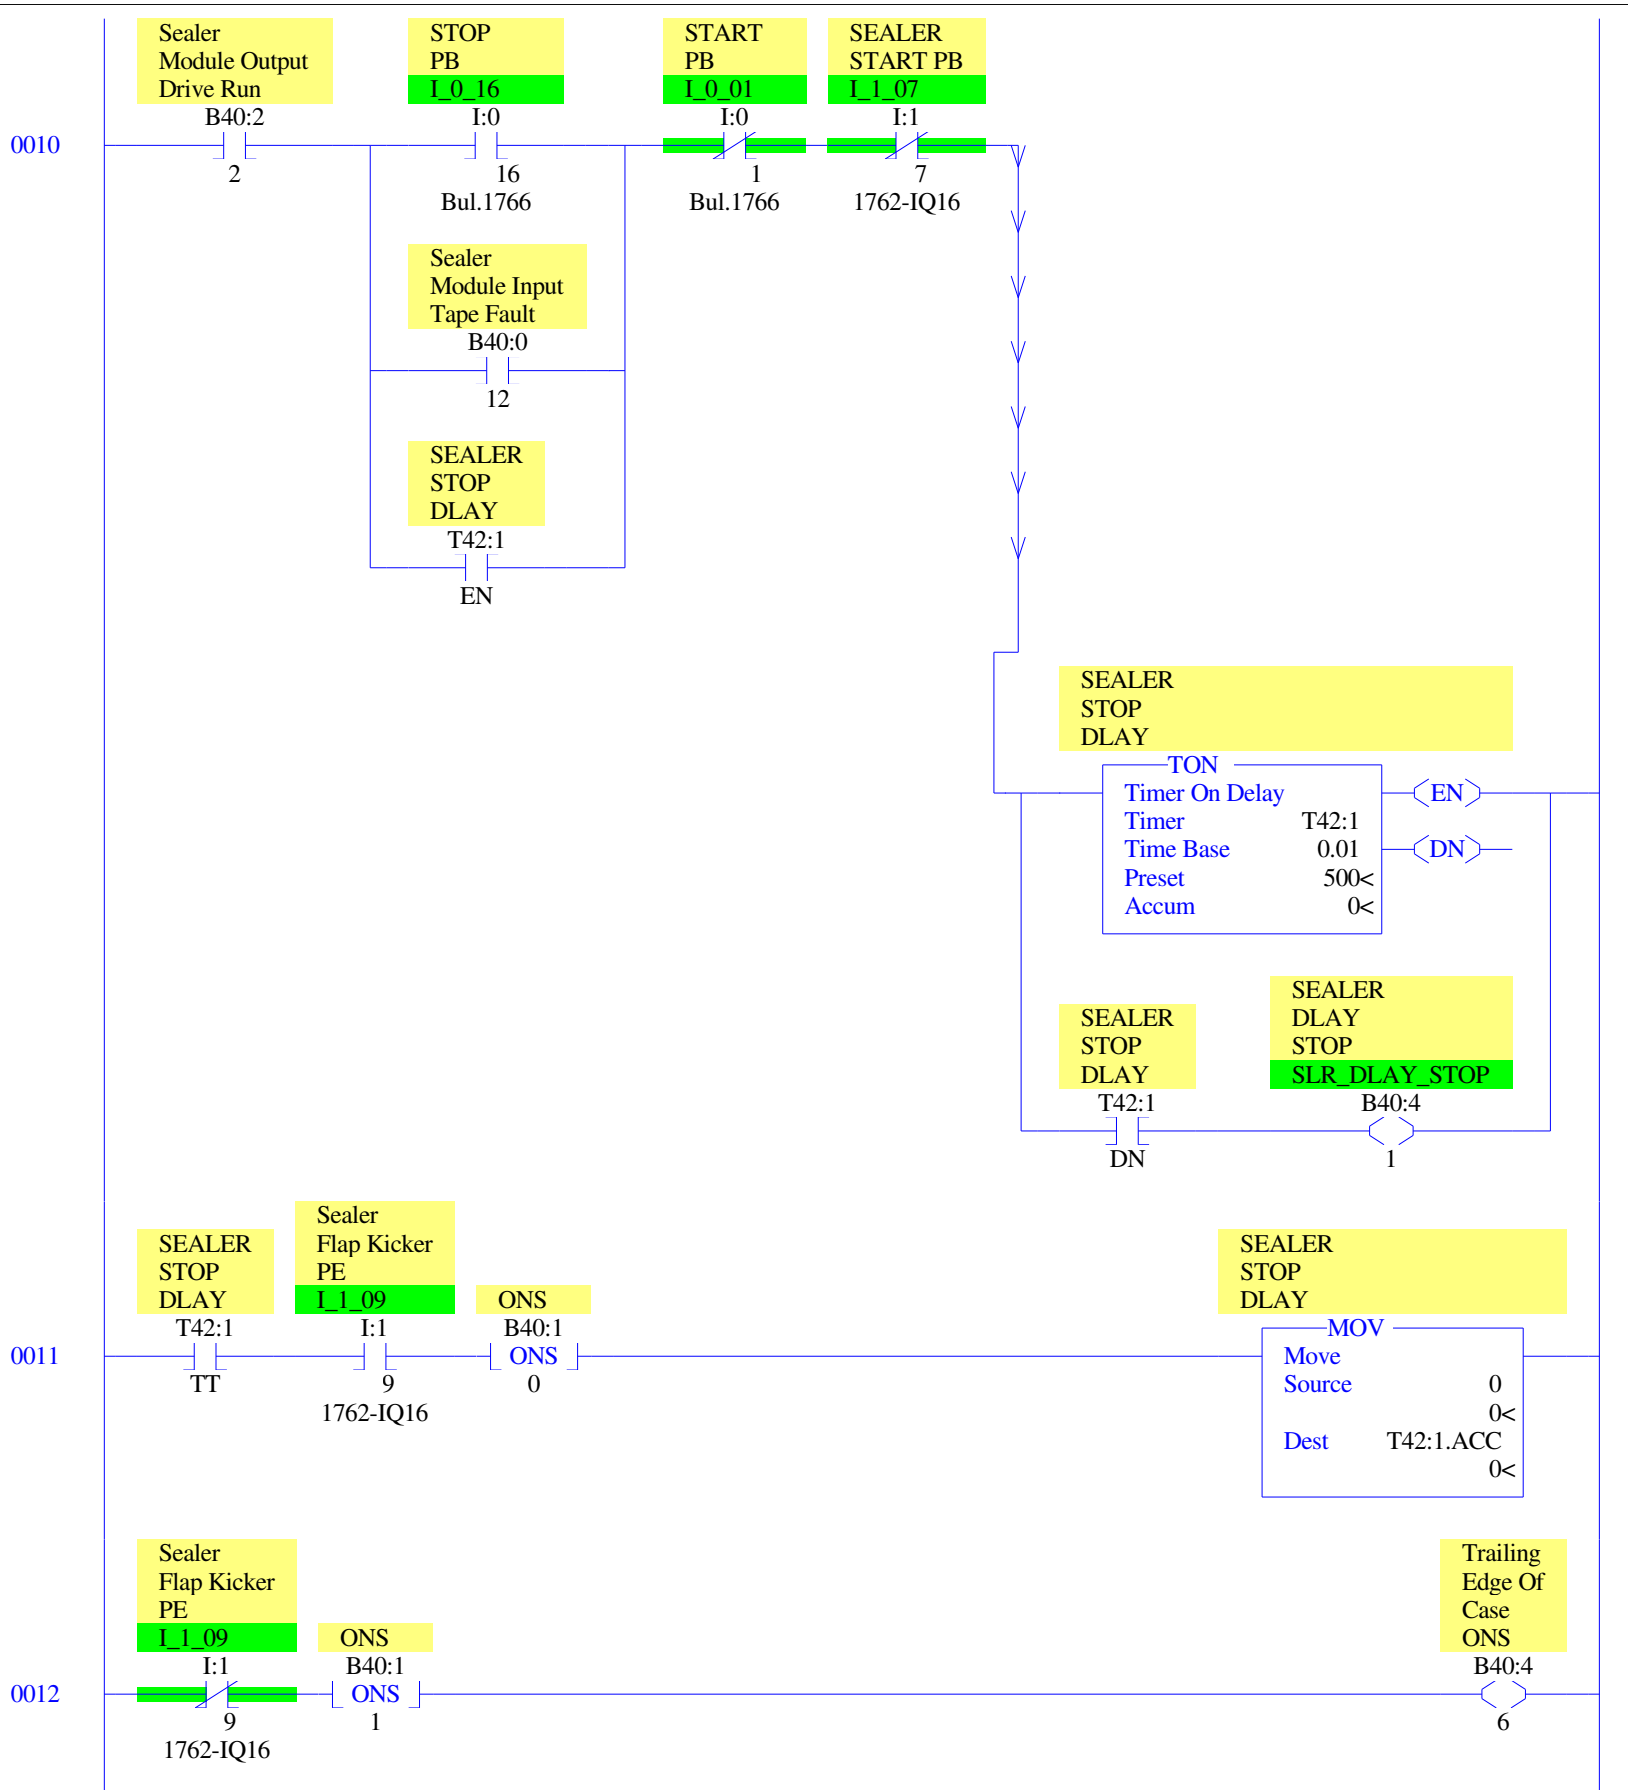 0010
Sealer
Module Output
Drive Run
B40:2
2
STOP
PB
I_0_16
I:0
16
Bul.1766
START
PB
I_0_01
I:0
1
Bul.1766
SEALER
START PB
I_1_07
I:1
7
1762-IQ16
Sealer
Module Input
Tape Fault
B40:0
12
SEALER
STOP
DLAY
T42:1
EN
SEALER
STOP
DLAY
TON
Timer On Delay
Timer T42:1
Time Base 0.01
Preset 500<
Accum 0<
EN
DN
SEALER
STOP
DLAY
T42:1
DN
SEALER
DLAY
STOP
SLR_DLAY_STOP
B40:4
1
0011
SEALER
STOP
DLAY
T42:1
TT
Sealer
Flap Kicker
PE
I_1_09
I:1
9
1762-IQ16
ONS
B40:1
ONS
0
SEALER
STOP
DLAY
MOV
Move
Source 0
0<
Dest T42:1.ACC
0<
0012
Sealer
Flap Kicker
PE
I_1_09
I:1
9
1762-IQ16
ONS
B40:1
ONS
1
Trailing
Edge Of
Case
ONS
B40:4
6